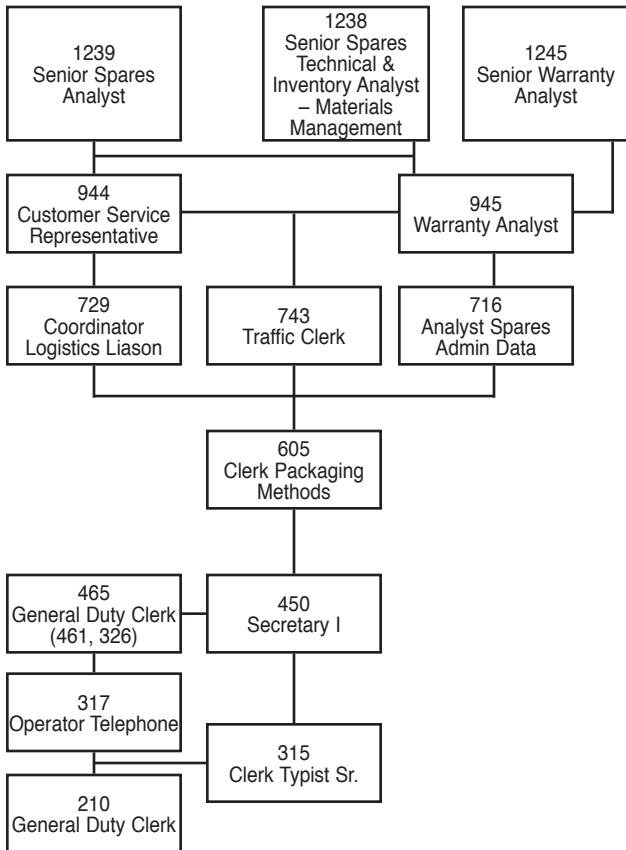 1239
Senior Spares
Analyst
1238
Senior Spares
Technical &
Inventory Analyst
– Materials
Management
1245
Senior Warranty
Analyst
944
Customer Service
Representative
945
Warranty Analyst
729
Coordinator
Logistics Liason
743
Traffic Clerk
716
Analyst Spares
Admin Data
605
Clerk Packaging
Methods
465
General Duty Clerk
(461, 326)
450
Secretary I
317
Operator Telephone
315
Clerk Typist Sr.
210
General Duty Clerk